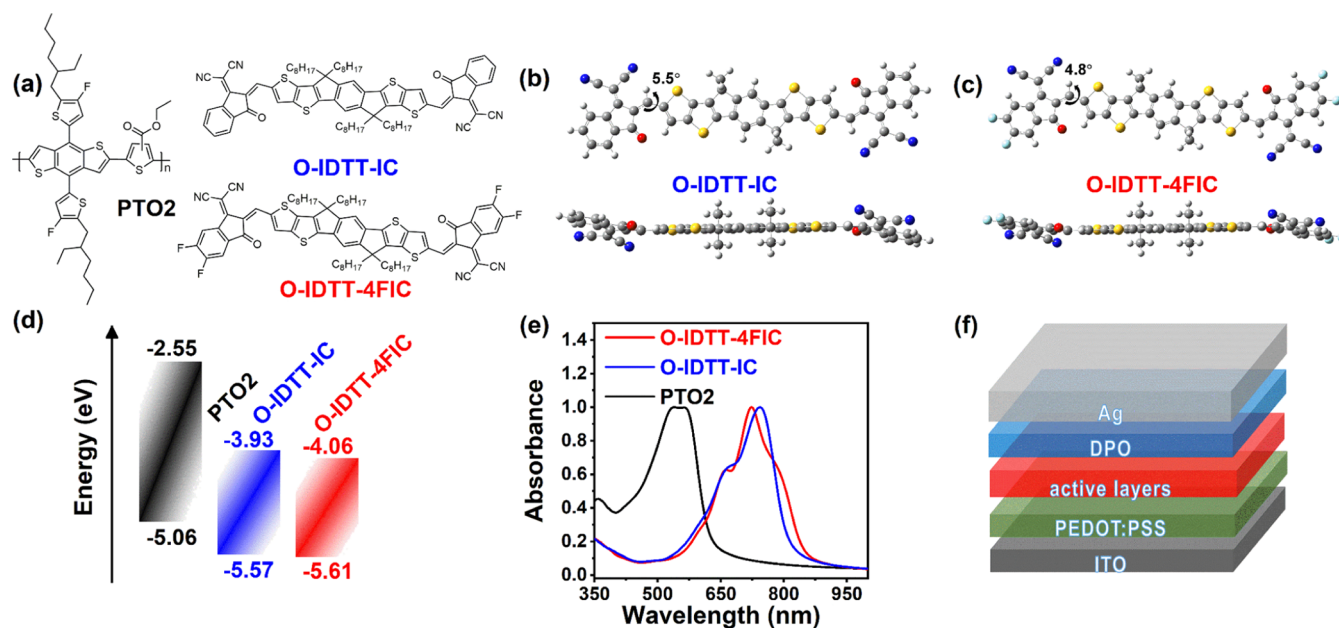 (a)
F
S
S
S
O
O
n
PTO2
S
S
F
NC
CN
O
S
S
C8H17
C8H17
C8H17
C8H17
S
S
O
NC
CN
O-IDTT-IC
NC
CN
O
F
F
S
S
C8H17
C8H17
C8H17
C8H17
S
S
O
F
F
NC
CN
O-IDTT-4FIC
(b)
5.5°
O-IDTT-IC
(c)
4.8°
O-IDTT-4FIC
(d)
Energy (eV)
-2.55
PTO2
-5.06
O-IDTT-IC
-3.93
-5.57
O-IDTT-4FIC
-4.06
-5.61
(e)
O-IDTT-4FIC
O-IDTT-IC
PTO2
Absorbance
1.4
1.2
1.0
0.8
0.6
0.4
0.2
0.0
350 500 650 800 950
Wavelength (nm)
(f)
Ag
DPO
active layers
PEDOT:PSS
ITO